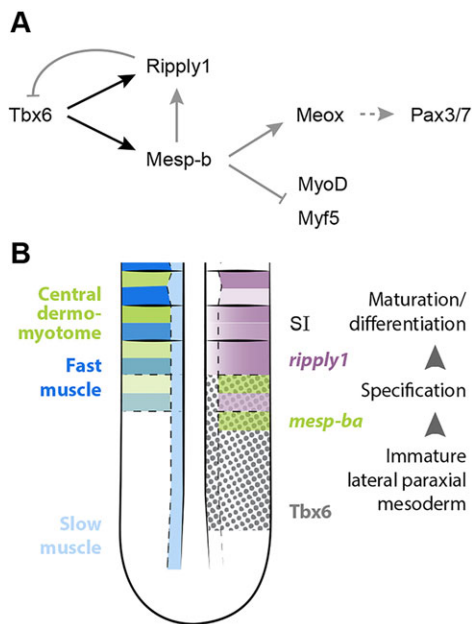 A
Ripply1
Tbx6
Meox
Pax3/7
Mesp-b
MyoD
Myf5
B
Central
dermo-
myotome
Fast
muscle
Slow
muscle
SI
ripply1
mesp-ba
Tbx6
Maturation/
differentiation
Specification
Immature
lateral paraxial
mesoderm